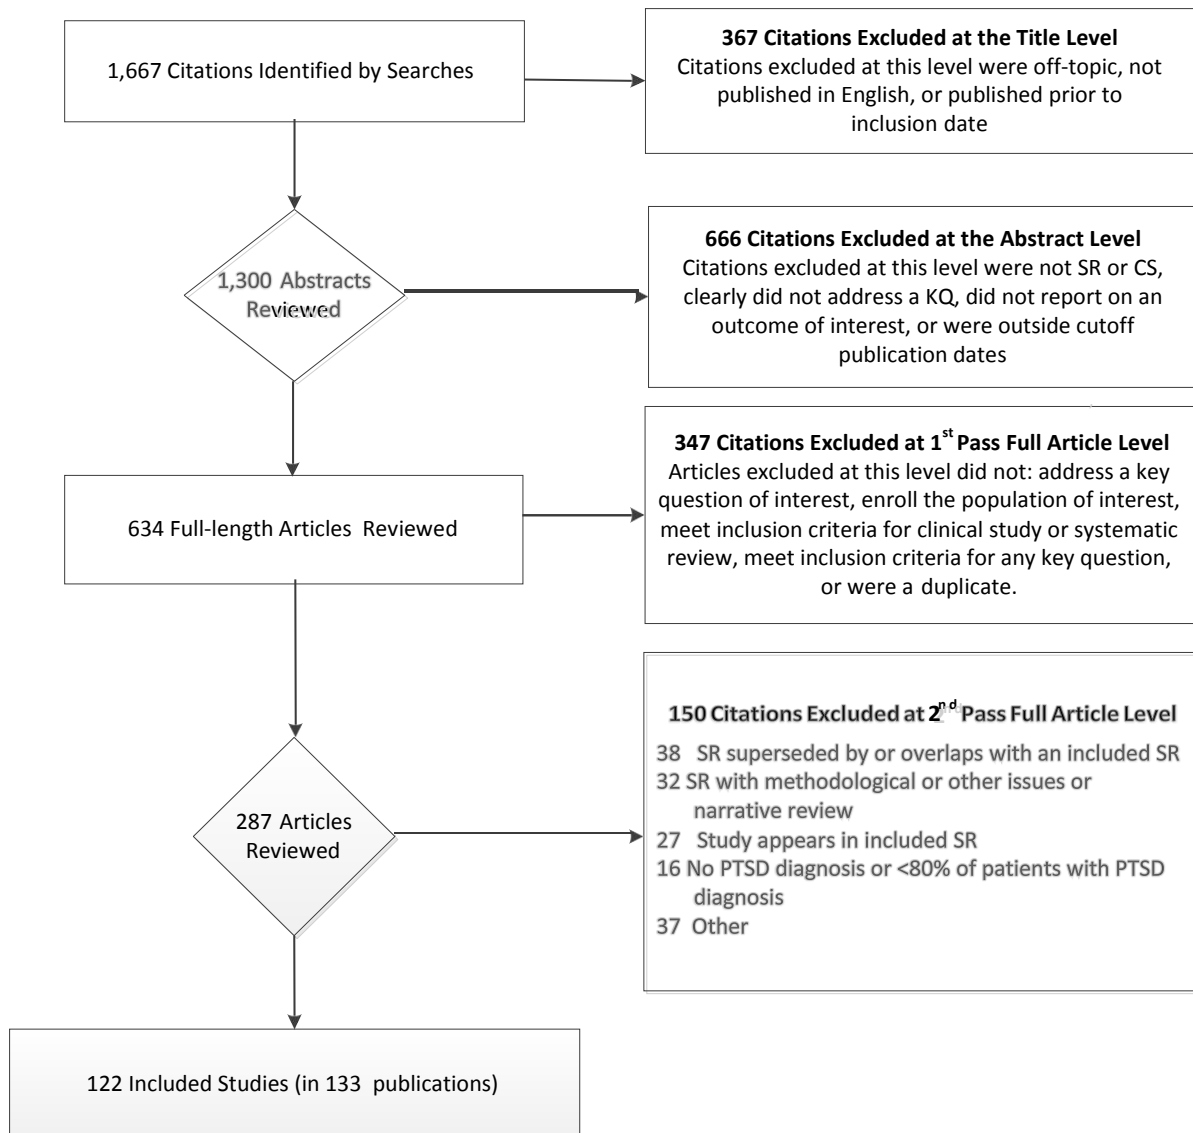 1,667 Citations Identified by Searches
367 Citations Excluded at the Title Level
Citations excluded at this level were off-topic, not
published in English, or published prior to
inclusion date
1,300 Abstracts
Reviewed
666 Citations Excluded at the Abstract Level
Citations excluded at this level were not SR or CS,
clearly did not address a KQ, did not report on an
outcome of interest, or were outside cutoff
publication dates
634 Full-length Articles Reviewed
347 Citations Excluded at 1st Pass Full Article Level
Articles excluded at this level did not: address a key
question of interest, enroll the population of interest,
meet inclusion criteria for clinical study or systematic
review, meet inclusion criteria for any key question,
or were a duplicate.
287 Articles
Reviewed
150 Citations Excluded at 2nd Pass Full Article Level
38 SR superseded by or overlaps with an included SR
32 SR with methodological or other issues or
narrative review
27 Study appears in included SR
16 No PTSD diagnosis or <80% of patients with PTSD
diagnosis
37 Other
122 Included Studies (in 133 publications)